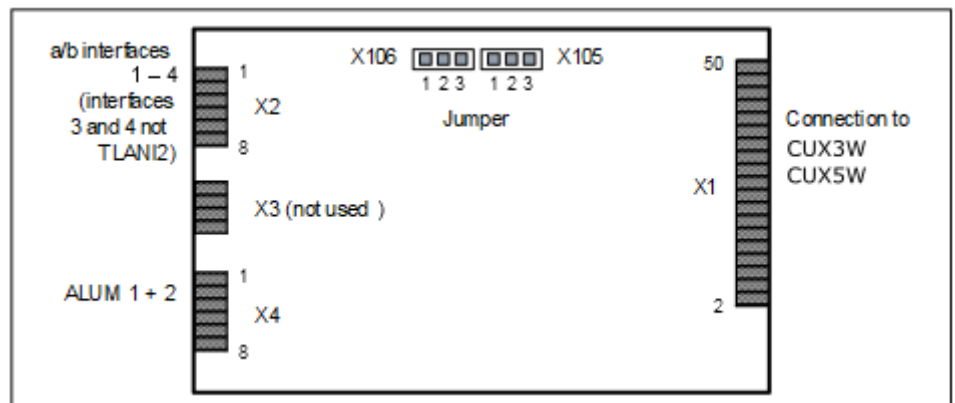 a/b interfaces
1 – 4
(interfaces
3 and 4 not
TLANI2)
1
X2
8
X3 (not used )
ALUM 1 + 2
1
X4
8
X106
X105
1 2 3
1 2 3
Jumper
50
X1
2
Connection to
CUX3W
CUX5W